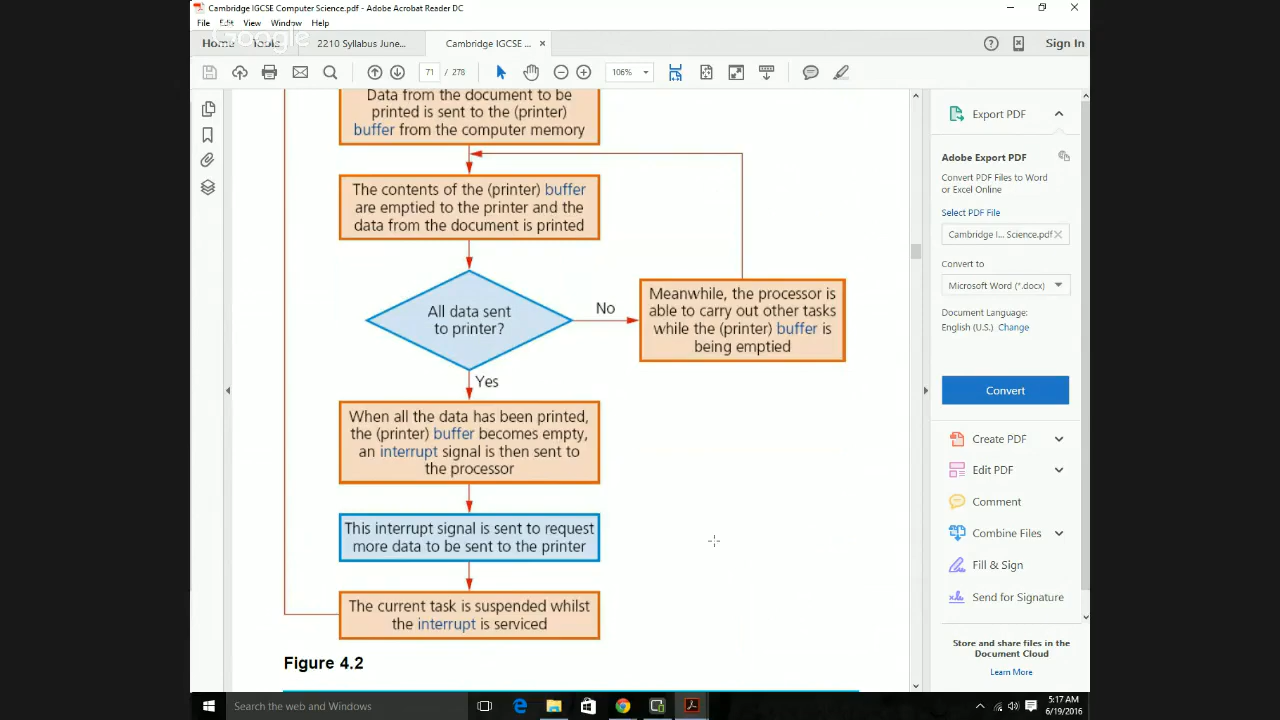 Cambridge IGCSE Computer Science.pdf - Adobe Acrobat Reader DC
File Edit View Window Help
Google
Home Tools 2210 Syllabus June... Cambridge IGCSE ... × Sign In
71 / 278 106%
Data from the document to be
printed is sent to the (printer)
buffer from the computer memory
The contents of the (printer) buffer
are emptied to the printer and the
data from the document is printed
All data sent
to printer?
No
Meanwhile, the processor is
able to carry out other tasks
while the (printer) buffer is
being emptied
Yes
When all the data has been printed,
the (printer) buffer becomes empty,
an interrupt signal is then sent to
the processor
This interrupt signal is sent to request
more data to be sent to the printer
The current task is suspended whilst
the interrupt is serviced
Figure 4.2
Export PDF
Adobe Export PDF
Convert PDF Files to Word
or Excel Online
Select PDF File
Cambridge I... Science.pdf ×
Convert to
Microsoft Word (*.docx)
Document Language:
English (U.S.) Change
Convert
Create PDF
Edit PDF
Comment
Combine Files
Fill & Sign
Send for Signature
Store and share files in the
Document Cloud
Learn More
Search the web and Windows
5:17 AM
6/19/2016